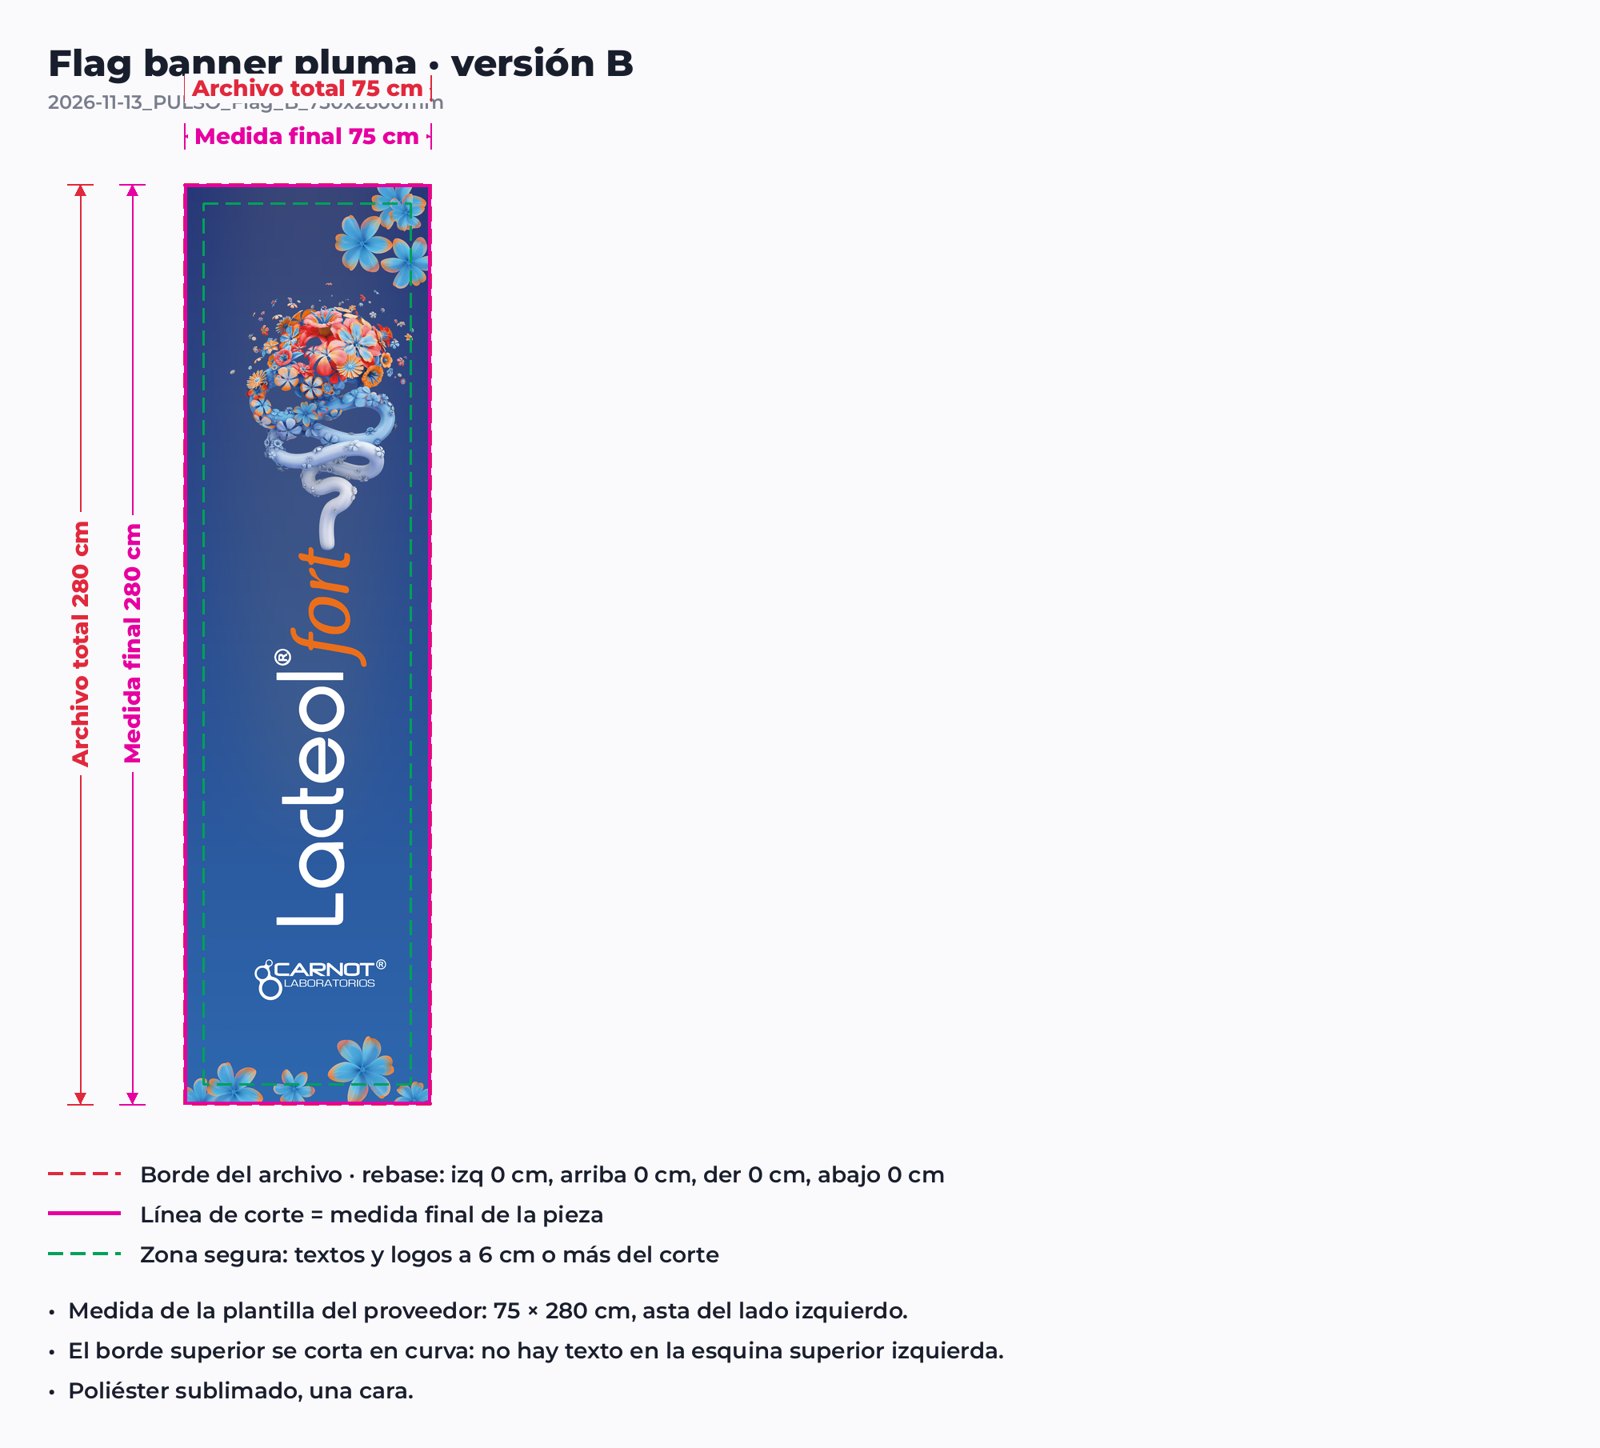 Flag banner pluma · versión B
Archivo total 75 cm
2026-11-13_PULSO_Flag_B_750x2800mm
Medida final 75 cm
Archivo total 280 cm
Medida final 280 cm
Lacteol® fort
CARNOT®
LABORATORIOS
Borde del archivo · rebase: izq 0 cm, arriba 0 cm, der 0 cm, abajo 0 cm
Línea de corte = medida final de la pieza
Zona segura: textos y logos a 6 cm o más del corte
• Medida de la plantilla del proveedor: 75 × 280 cm, asta del lado izquierdo.
• El borde superior se corta en curva: no hay texto en la esquina superior izquierda.
• Poliéster sublimado, una cara.